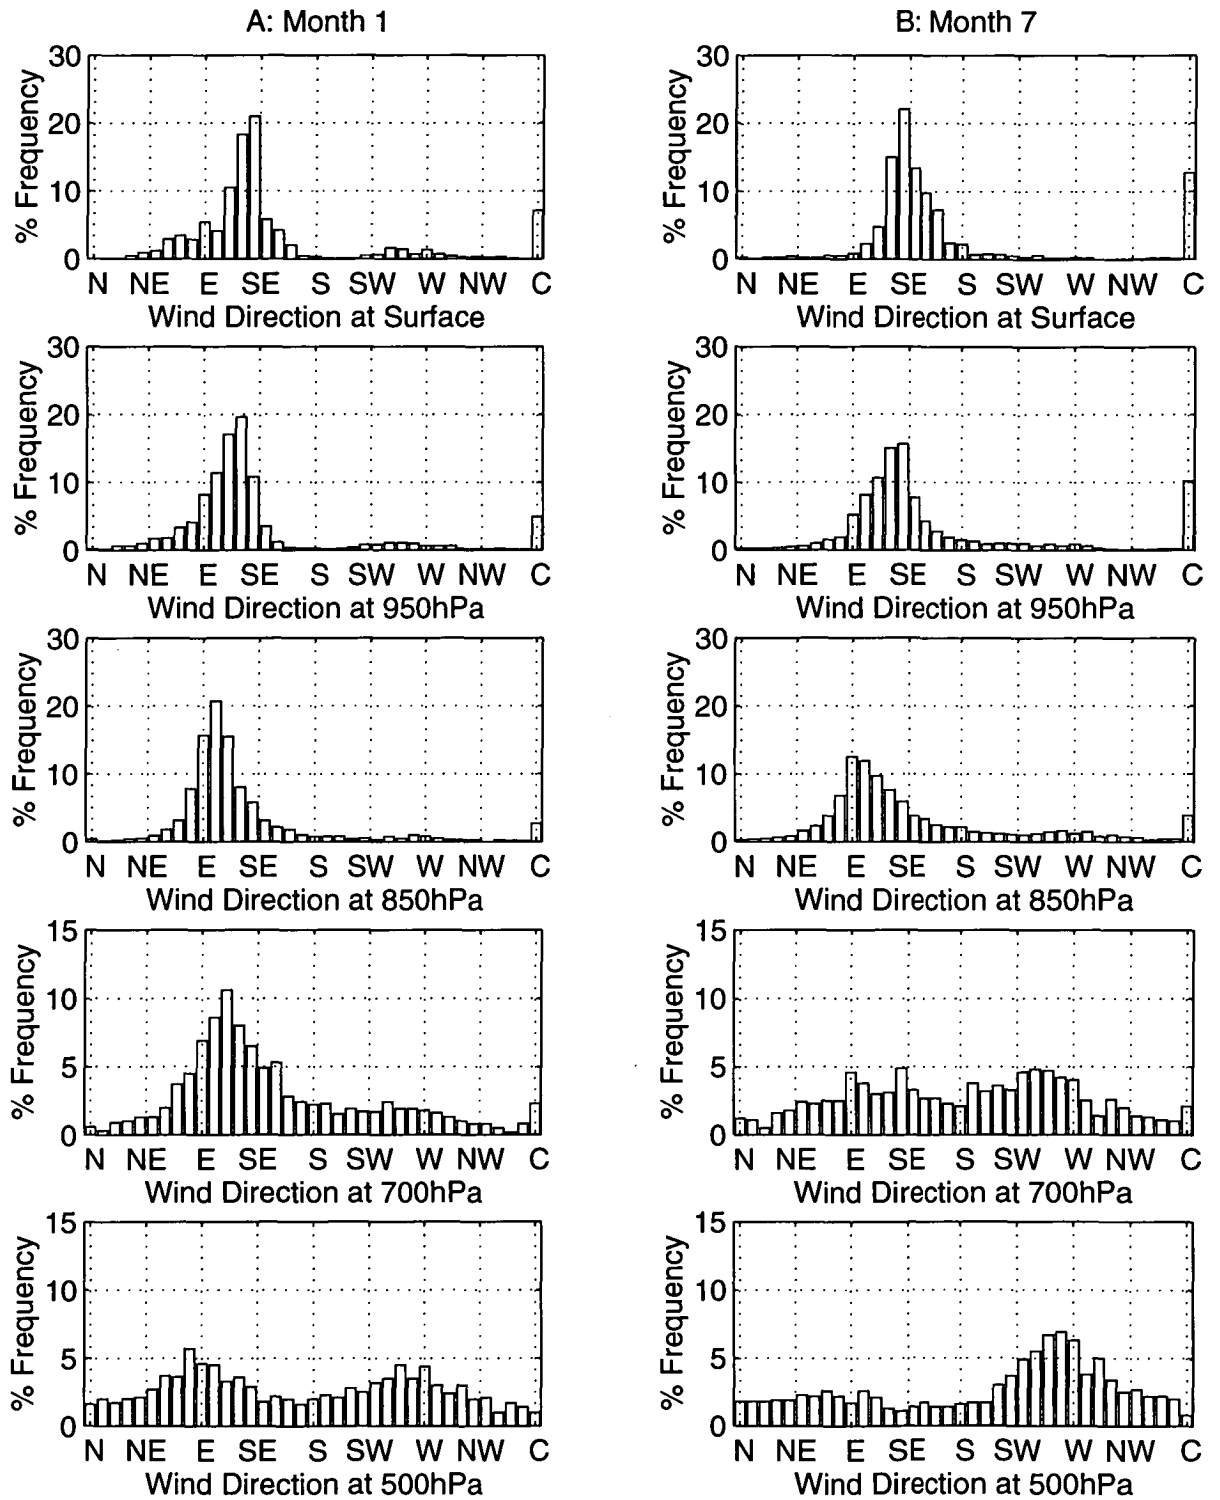 A: Month 1
B: Month 7
% Frequency
30
20
10
0
N NE E SE S SW W NW C
Wind Direction at Surface
% Frequency
30
20
10
0
N NE E SE S SW W NW C
Wind Direction at Surface
% Frequency
30
20
10
0
N NE E SE S SW W NW C
Wind Direction at 950hPa
% Frequency
30
20
10
0
N NE E SE S SW W NW C
Wind Direction at 950hPa
% Frequency
30
20
10
0
N NE E SE S SW W NW C
Wind Direction at 850hPa
% Frequency
30
20
10
0
N NE E SE S SW W NW C
Wind Direction at 850hPa
% Frequency
15
10
5
0
N NE E SE S SW W NW C
Wind Direction at 700hPa
% Frequency
15
10
5
0
N NE E SE S SW W NW C
Wind Direction at 700hPa
% Frequency
15
10
5
0
N NE E SE S SW W NW C
Wind Direction at 500hPa
% Frequency
15
10
5
0
N NE E SE S SW W NW C
Wind Direction at 500hPa